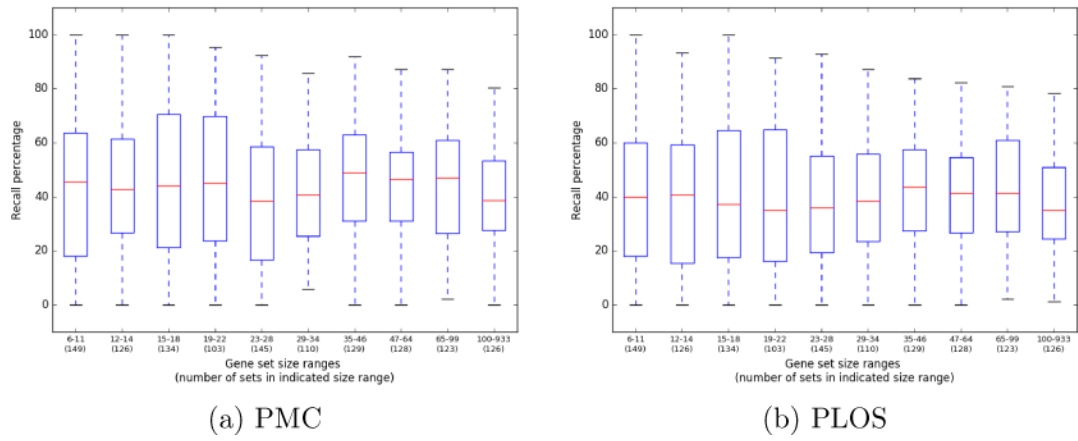 100
80
60
40
20
0
Recall percentage
6-11 12-14 15-18 19-22 23-28 29-34 35-46 47-64 65-99 100-933
(149) (126) (134) (103) (145) (110) (129) (128) (123) (126)
Gene set size ranges
(number of sets in indicated size range)
(a) PMC
100
80
60
40
20
0
Recall percentage
6-11 12-14 15-18 19-22 23-28 29-34 35-46 47-64 65-99 100-933
(149) (126) (134) (103) (145) (110) (129) (128) (123) (126)
Gene set size ranges
(number of sets in indicated size range)
(b) PLOS